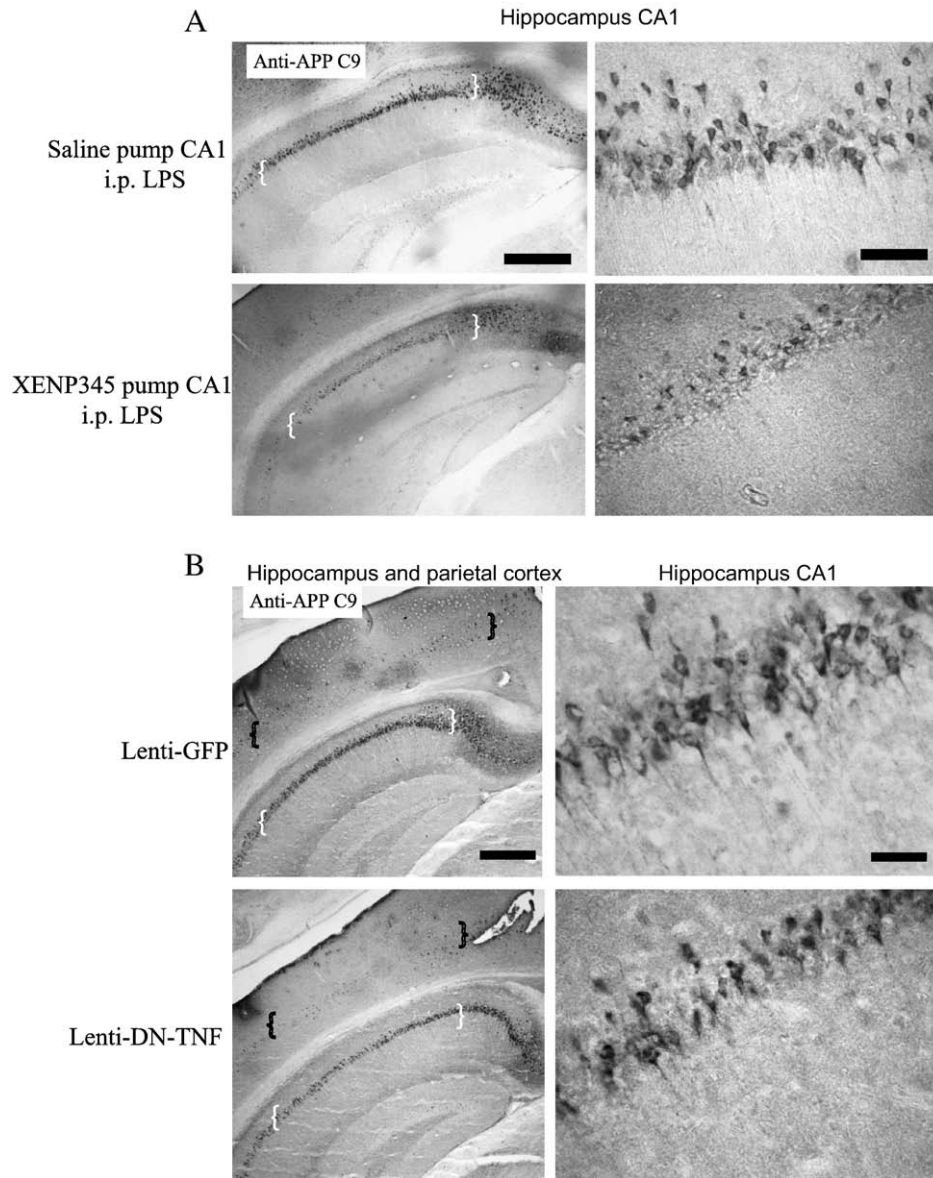 A
Hippocampus CA1
Anti-APP C9
Saline pump CA1
i.p. LPS
XENP345 pump CA1
i.p. LPS
B
Hippocampus and parietal cortex
Hippocampus CA1
Anti-APP C9
Lenti-GFP
Lenti-DN-TNF